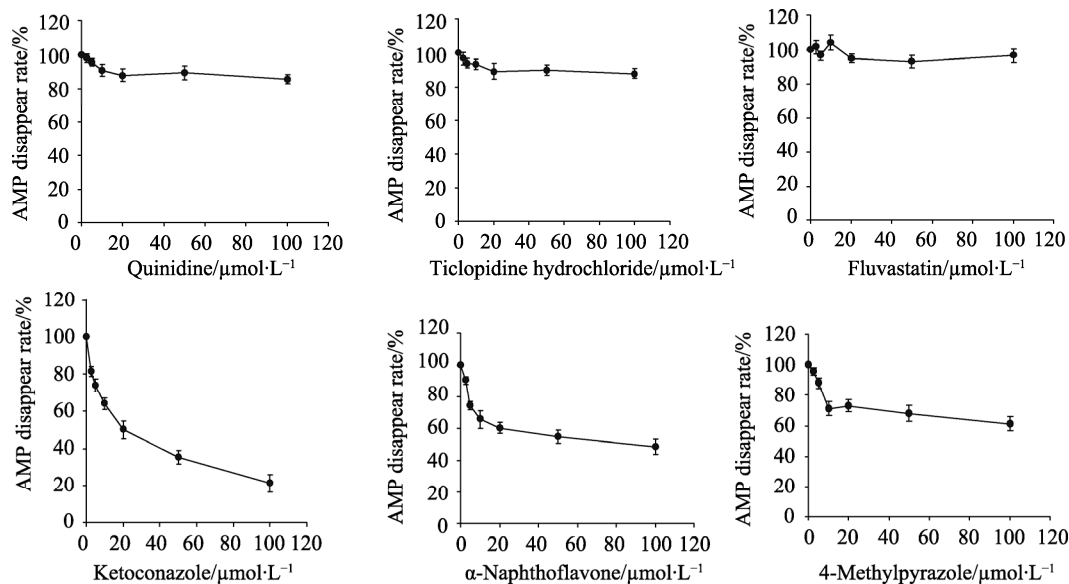 AMP disappear rate/%
120
100
80
60
40
20
0
0 20 40 60 80 100 120
Quinidine/μmol·L⁻¹
AMP disappear rate/%
120
100
80
60
40
20
0
0 20 40 60 80 100 120
Ticlopidine hydrochloride/μmol·L⁻¹
AMP disappear rate/%
120
100
80
60
40
20
0
0 20 40 60 80 100 120
Fluvastatin/μmol·L⁻¹
AMP disappear rate/%
120
100
80
60
40
20
0
0 20 40 60 80 100 120
Ketoconazole/μmol·L⁻¹
AMP disappear rate/%
120
100
80
60
40
20
0
0 20 40 60 80 100 120
α-Naphthoflavone/μmol·L⁻¹
AMP disappear rate/%
120
100
80
60
40
20
0
0 20 40 60 80 100 120
4-Methylpyrazole/μmol·L⁻¹